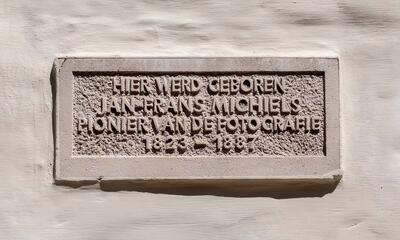 HIER WERD GEBOREN
JAN-FRANS MICHIELS
PIONIER VAN DE FOTOGRAFIE
1823 - 1887